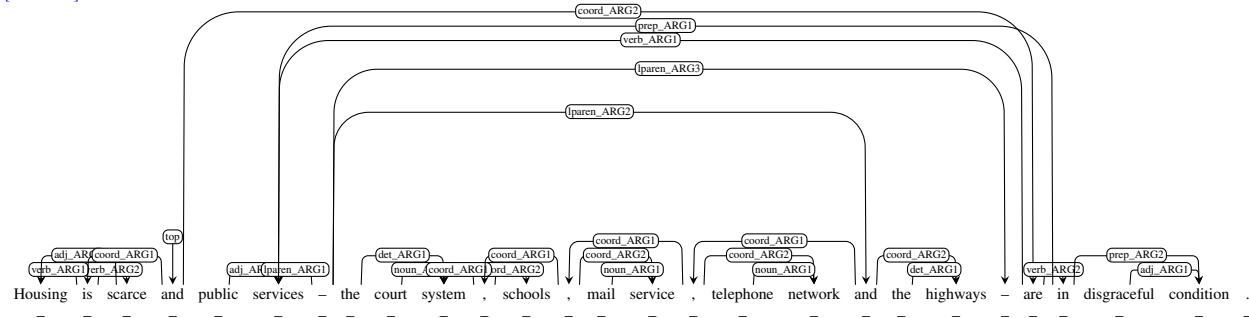 coord_ARG2
prep_ARG1
verb_ARG1
lparen_ARG3
lparen_ARG2
top
coord_ARG1 coord_ARG1
coord_ARG1 det_ARG1 coord_ARG1 coord_ARG2 coord_ARG2 coord_ARG2 prep_ARG2
verb_ARG1 verb_ARG2 lparen_ARG1 coord_ARG1 noun_ARG1 noun_ARG1 det_ARG1 verb_ARG2 adj_ARG1
Housing is scarce and public services – the court system , schools , mail service , telephone network and the highways – are in disgraceful condition .